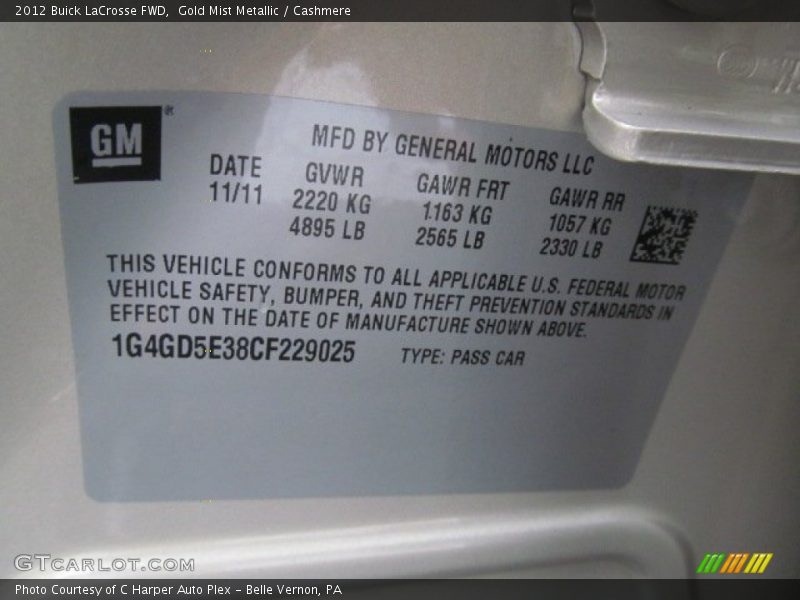 2012 Buick LaCrosse FWD,  Gold Mist Metallic / Cashmere
GM®
MFD BY GENERAL MOTORS LLC
DATE GVWR GAWR FRT GAWR RR
11/11 2220 KG 1163 KG 1057 KG
4895 LB 2565 LB 2330 LB
THIS VEHICLE CONFORMS TO ALL APPLICABLE U.S. FEDERAL MOTOR
VEHICLE SAFETY, BUMPER, AND THEFT PREVENTION STANDARDS IN
EFFECT ON THE DATE OF MANUFACTURE SHOWN ABOVE.
1G4GD5E38CF229025 TYPE: PASS CAR
GTCARLOT.COM
Photo Courtesy of C Harper Auto Plex - Belle Vernon, PA